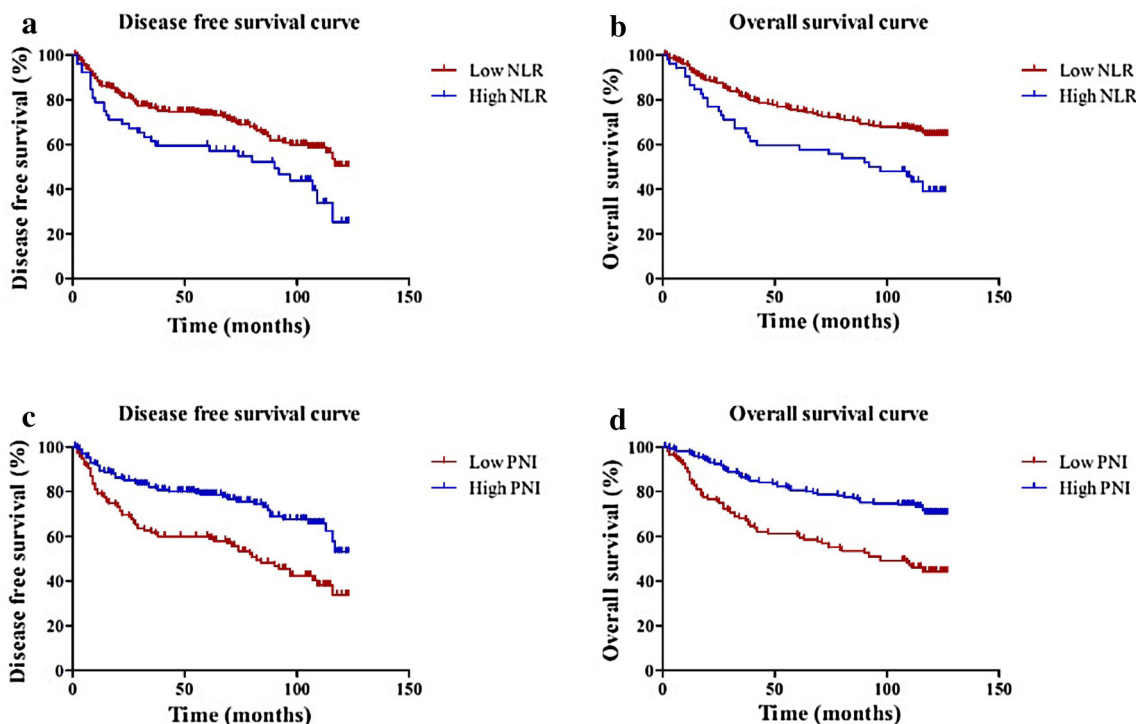 a
Disease free survival curve
Disease free survival (%)
100
80
60
40
20
0
0 50 100 150
Time (months)
Low NLR
High NLR
b
Overall survival curve
Overall survival (%)
100
80
60
40
20
0
0 50 100 150
Time (months)
Low NLR
High NLR
c
Disease free survival curve
Disease free survival (%)
100
80
60
40
20
0
0 50 100 150
Time (months)
Low PNI
High PNI
d
Overall survival curve
Overall survival (%)
100
80
60
40
20
0
0 50 100 150
Time (months)
Low PNI
High PNI